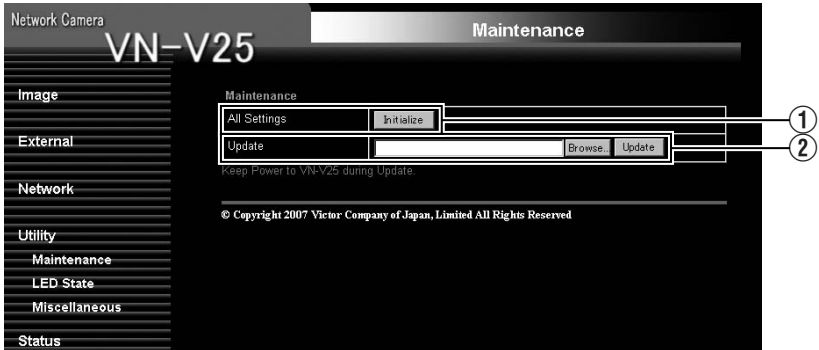 Network Camera
VN-V25
Maintenance
Image
External
Network
Utility
Maintenance
LED State
Miscellaneous
Status
Maintenance
All Settings Initialize
①
Update Browse.. Update
②
Keep Power to VN-V25 during Update.
© Copyright 2007 Victor Company of Japan, Limited All Rights Reserved